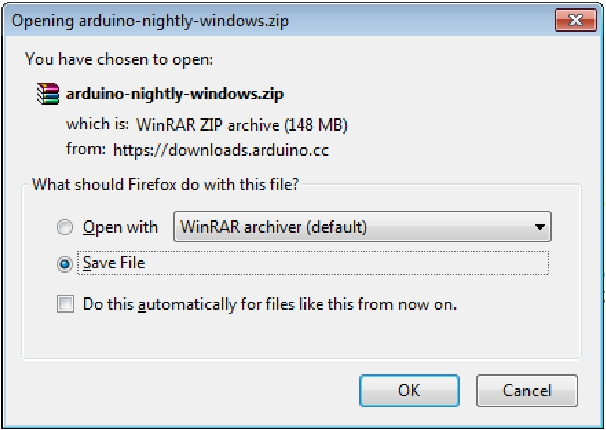 Opening arduino-nightly-windows.zip
You have chosen to open:
arduino-nightly-windows.zip
which is: WinRAR ZIP archive (148 MB)
from: https://downloads.arduino.cc
What should Firefox do with this file?
Open with WinRAR archiver (default)
Save File
Do this automatically for files like this from now on.
OK Cancel